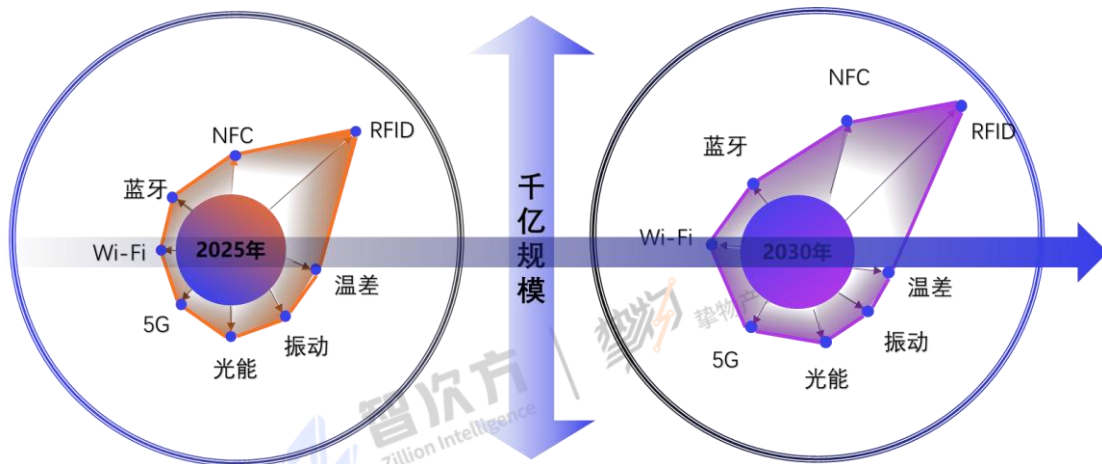 NFC
RFID
蓝牙
Wi-Fi
2025年
温差
5G
振动
光能
千亿规模
NFC
RFID
蓝牙
Wi-Fi
2030年
温差
5G
振动
光能
智次方
Zillion Intelligence
挚物
挚物产